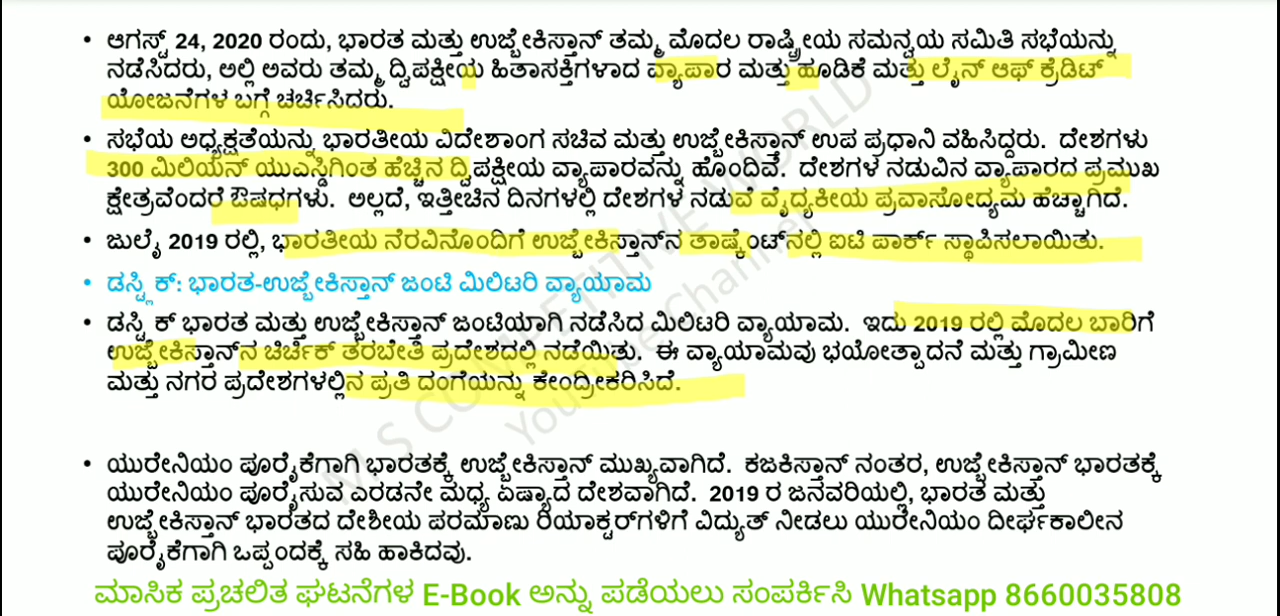 • ಆಗಸ್ಟ್ 24, 2020 ರಂದು, ಭಾರತ ಮತ್ತು ಉಜ್ಬೇಕಿಸ್ತಾನ್ ತಮ್ಮ ಮೊದಲ ರಾಷ್ಟ್ರೀಯ ಸಮನ್ವಯ ಸಮಿತಿ ಸಭೆಯನ್ನು
ನಡೆಸಿದರು, ಅಲ್ಲಿ ಅವರು ತಮ್ಮ ದ್ವಿಪಕ್ಷೀಯ ಹಿತಾಸಕ್ತಿಗಳಾದ ವ್ಯಾಪಾರ ಮತ್ತು ಹೂಡಿಕೆ ಮತ್ತು ಲೈನ್ ಆಫ್ ಕ್ರೆಡಿಟ್
ಯೋಜನೆಗಳ ಬಗ್ಗೆ ಚರ್ಚಿಸಿದರು.
• ಸಭೆಯ ಅಧ್ಯಕ್ಷತೆಯನ್ನು ಭಾರತೀಯ ವಿದೇಶಾಂಗ ಸಚಿವ ಮತ್ತು ಉಜ್ಬೇಕಿಸ್ತಾನ್ ಉಪ ಪ್ರಧಾನಿ ವಹಿಸಿದ್ದರು. ದೇಶಗಳು
300 ಮಿಲಿಯನ್ ಯುಎಸ್ಡಿಗಿಂತ ಹೆಚ್ಚಿನ ದ್ವಿಪಕ್ಷೀಯ ವ್ಯಾಪಾರವನ್ನು ಹೊಂದಿವೆ. ದೇಶಗಳ ನಡುವಿನ ವ್ಯಾಪಾರದ ಪ್ರಮುಖ
ಕ್ಷೇತ್ರವೆಂದರೆ ಔಷಧಗಳು. ಅಲ್ಲದೆ, ಇತ್ತೀಚಿನ ದಿನಗಳಲ್ಲಿ ದೇಶಗಳ ನಡುವೆ ವೈದ್ಯಕೀಯ ಪ್ರವಾಸೋದ್ಯಮ ಹೆಚ್ಚಾಗಿದೆ.
• ಜುಲೈ 2019 ರಲ್ಲಿ, ಭಾರತೀಯ ನೆರವಿನೊಂದಿಗೆ ಉಜ್ಬೇಕಿಸ್ತಾನ್‌ನ ತಾಷ್ಕೆಂಟ್‌ನಲ್ಲಿ ಐಟಿ ಪಾರ್ಕ್ ಸ್ಥಾಪಿಸಲಾಯಿತು.
• ಡಸ್ಟ್ಲಿಕ್: ಭಾರತ-ಉಜ್ಬೇಕಿಸ್ತಾನ್ ಜಂಟಿ ಮಿಲಿಟರಿ ವ್ಯಾಯಾಮ
• ಡಸ್ಟ್ಲಿಕ್ ಭಾರತ ಮತ್ತು ಉಜ್ಬೇಕಿಸ್ತಾನ್ ಜಂಟಿಯಾಗಿ ನಡೆಸಿದ ಮಿಲಿಟರಿ ವ್ಯಾಯಾಮ. ಇದು 2019 ರಲ್ಲಿ ಮೊದಲ ಬಾರಿಗೆ
ಉಜ್ಬೇಕಿಸ್ತಾನ್‌ನ ಚಿರ್ಚಿಕ್ ತರಬೇತಿ ಪ್ರದೇಶದಲ್ಲಿ ನಡೆಯಿತು. ಈ ವ್ಯಾಯಾಮವು ಭಯೋತ್ಪಾದನೆ ಮತ್ತು ಗ್ರಾಮೀಣ
ಮತ್ತು ನಗರ ಪ್ರದೇಶಗಳಲ್ಲಿನ ಪ್ರತಿ ದಂಗೆಯನ್ನು ಕೇಂದ್ರೀಕರಿಸಿದೆ.
• ಯುರೇನಿಯಂ ಪೂರೈಕೆಗಾಗಿ ಭಾರತಕ್ಕೆ ಉಜ್ಬೇಕಿಸ್ತಾನ್ ಮುಖ್ಯವಾಗಿದೆ. ಕಜಕಿಸ್ತಾನ್ ನಂತರ, ಉಜ್ಬೇಕಿಸ್ತಾನ್ ಭಾರತಕ್ಕೆ
ಯುರೇನಿಯಂ ಪೂರೈಸುವ ಎರಡನೇ ಮಧ್ಯ ಏಷ್ಯಾದ ದೇಶವಾಗಿದೆ. 2019 ರ ಜನವರಿಯಲ್ಲಿ, ಭಾರತ ಮತ್ತು
ಉಜ್ಬೇಕಿಸ್ತಾನ್ ಭಾರತದ ದೇಶೀಯ ಪರಮಾಣು ರಿಯಾಕ್ಟರ್‌ಗಳಿಗೆ ವಿದ್ಯುತ್ ನೀಡಲು ಯುರೇನಿಯಂ ದೀರ್ಘಕಾಲೀನ
ಪೂರೈಕೆಗಾಗಿ ಒಪ್ಪಂದಕ್ಕೆ ಸಹಿ ಹಾಕಿದವು.
M S COMPETITIVE WORLD
YouTube Channel
ಮಾಸಿಕ ಪ್ರಚಲಿತ ಘಟನೆಗಳ E-Book ಅನ್ನು ಪಡೆಯಲು ಸಂಪರ್ಕಿಸಿ Whatsapp 8660035808